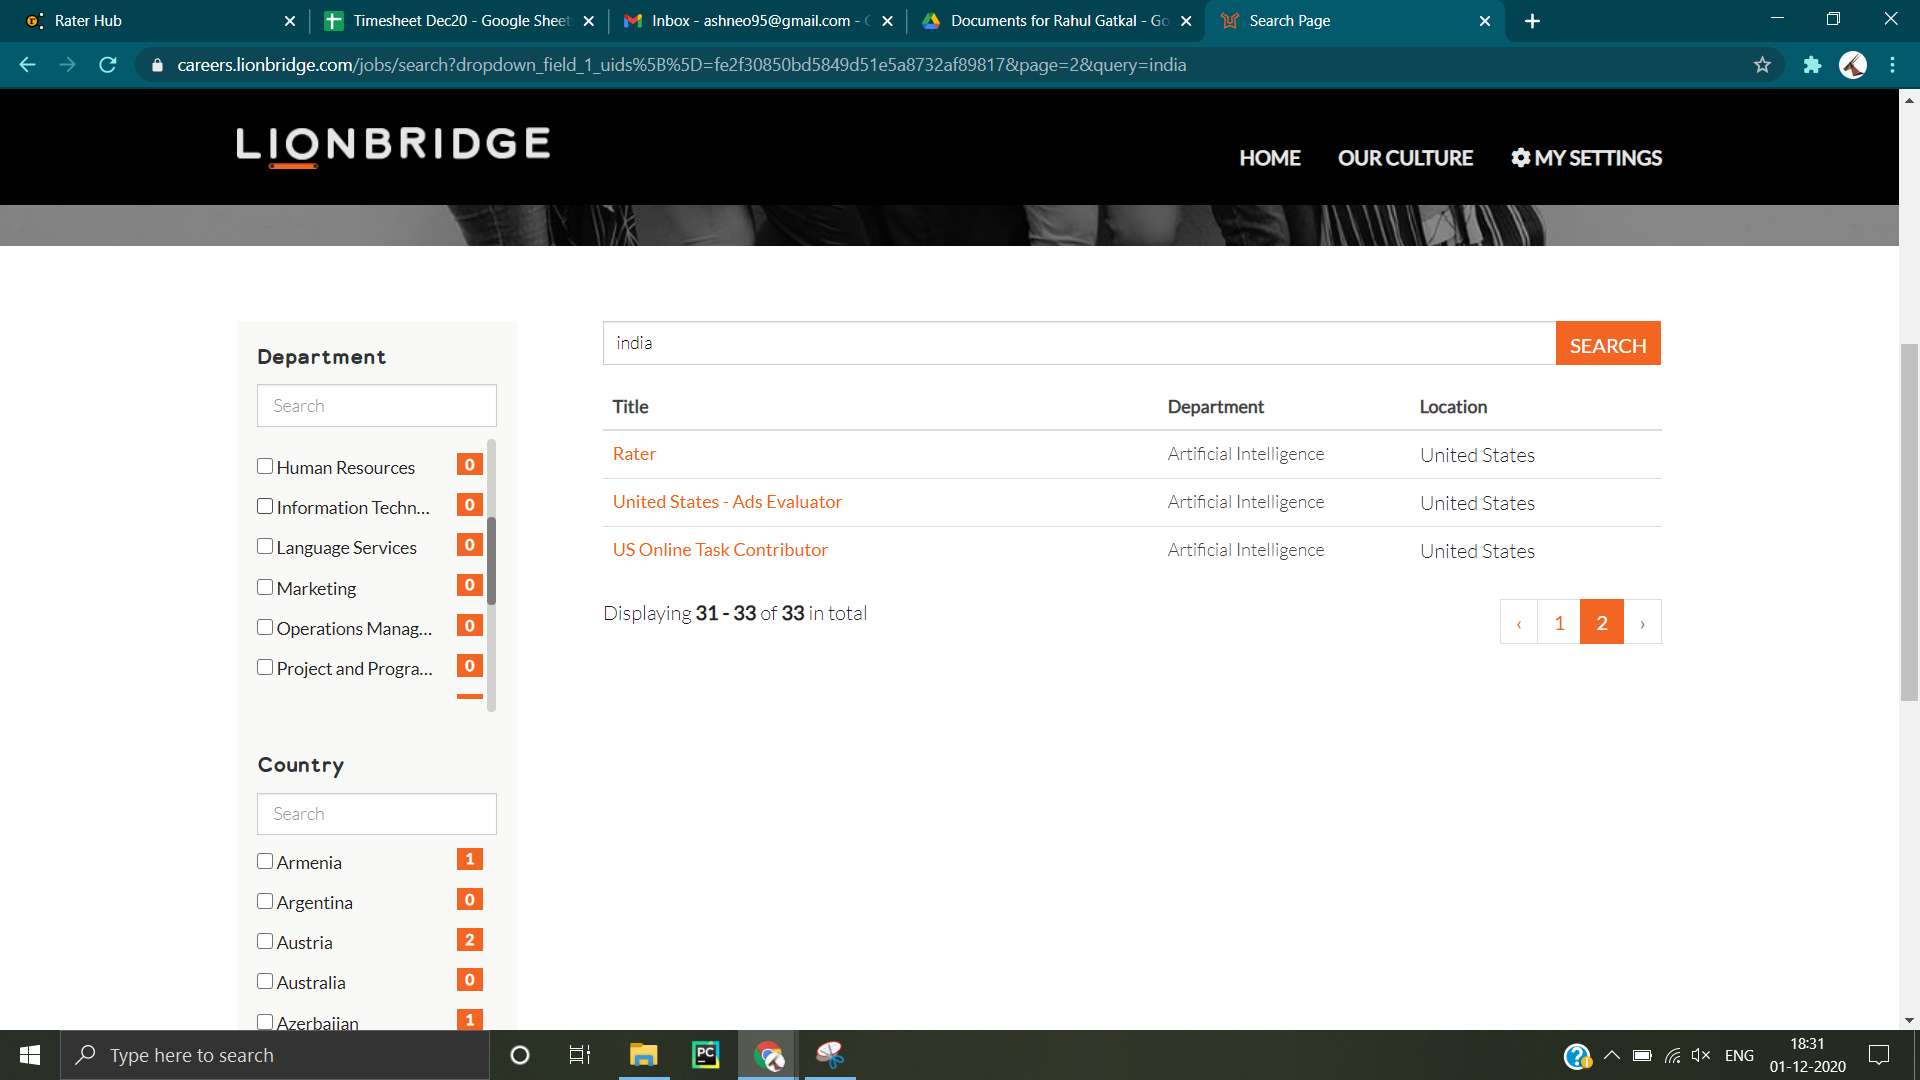 Rater Hub
Timesheet Dec20 - Google Sheet
Inbox - ashneo95@gmail.com -
Documents for Rahul Gatkal - Go
Search Page
careers.lionbridge.com/jobs/search?dropdown_field_1_uids%5B%5D=fe2f30850bd5849d51e5a8732af89817&page=2&query=india
LIONBRIDGE
HOME
OUR CULTURE
MY SETTINGS
Department
Search
Human Resources 0
Information Techn... 0
Language Services 0
Marketing 0
Operations Manag... 0
Project and Progra... 0
Country
Search
Armenia 1
Argentina 0
Austria 2
Australia 0
Azerbaijan 1
india
SEARCH
Title Department Location
Rater Artificial Intelligence United States
United States - Ads Evaluator Artificial Intelligence United States
US Online Task Contributor Artificial Intelligence United States
Displaying 31 - 33 of 33 in total
‹ 1 2 ›
Type here to search
PC
ENG
18:31
01-12-2020